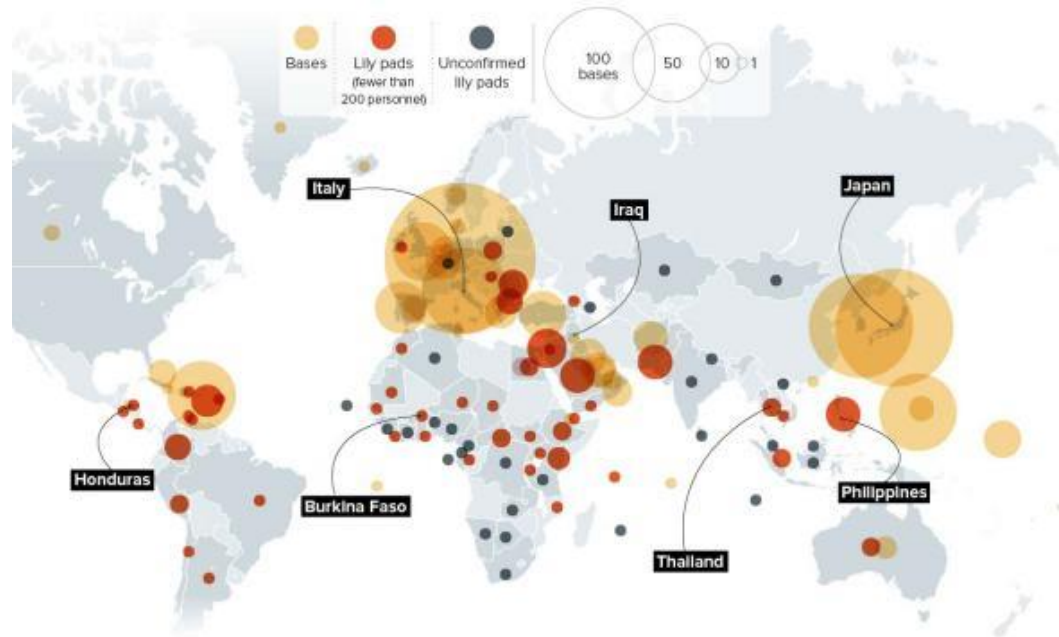 Bases
Lily pads
(fewer than
200 personnel)
Unconfirmed
lily pads
100
bases
50
10
1
Italy
Iraq
Japan
Honduras
Burkina Faso
Thailand
Philippines